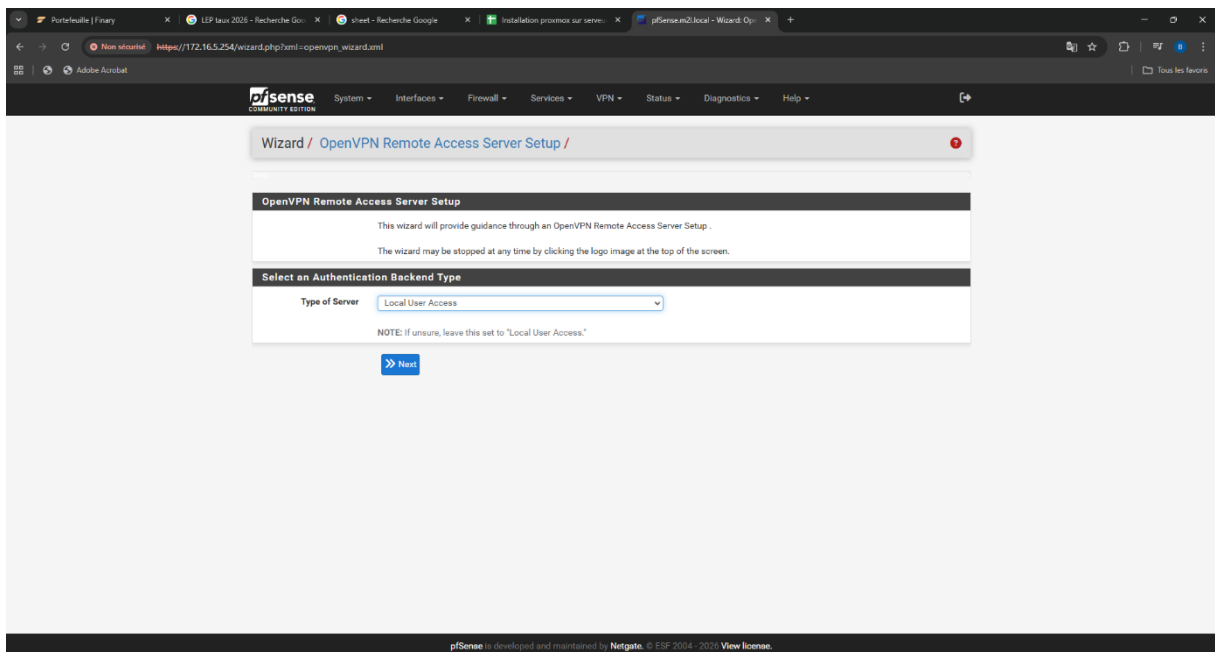 Portefeuille | Finary
LEP taux 2026 - Recherche Goo
sheet - Recherche Google
Installation proxmox sur serveu
pfSense.m2i.local - Wizard: Op
Non sécurisé https://172.16.5.254/wizard.php?xml=openvpn_wizard.xml
Adobe Acrobat
Tous les favoris
pfsense
COMMUNITY EDITION
System Interfaces Firewall Services VPN Status Diagnostics Help
Wizard / OpenVPN Remote Access Server Setup /
OpenVPN Remote Access Server Setup
This wizard will provide guidance through an OpenVPN Remote Access Server Setup .
The wizard may be stopped at any time by clicking the logo image at the top of the screen.
Select an Authentication Backend Type
Type of Server Local User Access
NOTE: If unsure, leave this set to "Local User Access."
Next
pfSense is developed and maintained by Netgate. © ESF 2004 - 2026 View license.